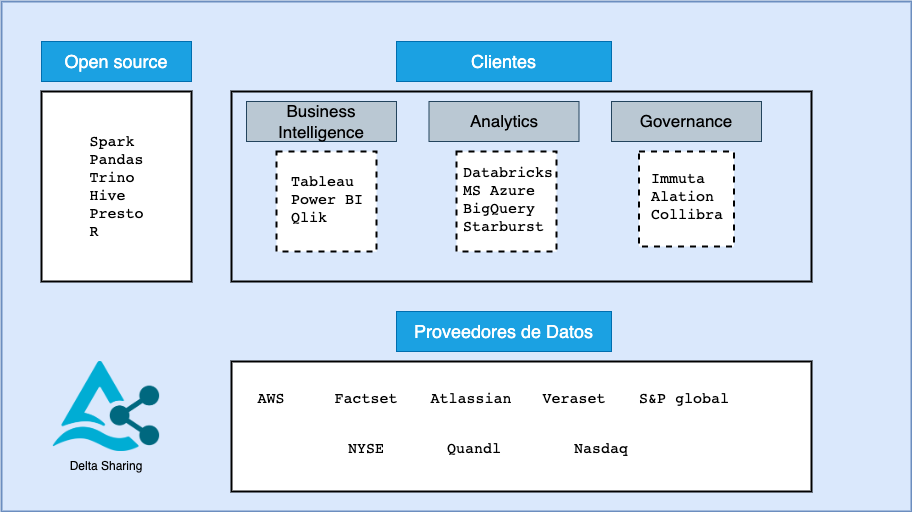 Open source
Spark
Pandas
Trino
Hive
Presto
R
Clientes
Business
Intelligence
Tableau
Power BI
Qlik
Analytics
Databricks
MS Azure
BigQuery
Starburst
Governance
Immuta
Alation
Collibra
Proveedores de Datos
AWS Factset Atlassian Veraset S&P global
NYSE Quandl Nasdaq
Delta Sharing